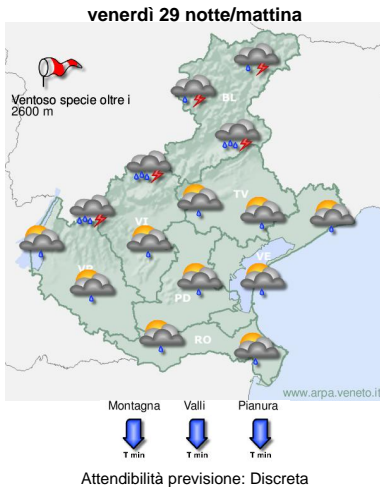 venerdì 29 notte/mattina
Ventoso specie oltre i
2600 m
BL
TV
VI
VE
VR
PD
RO
www.arpa.veneto.it
Montagna Valli Pianura
T min T min T min
Attendibilità previsione: Discreta